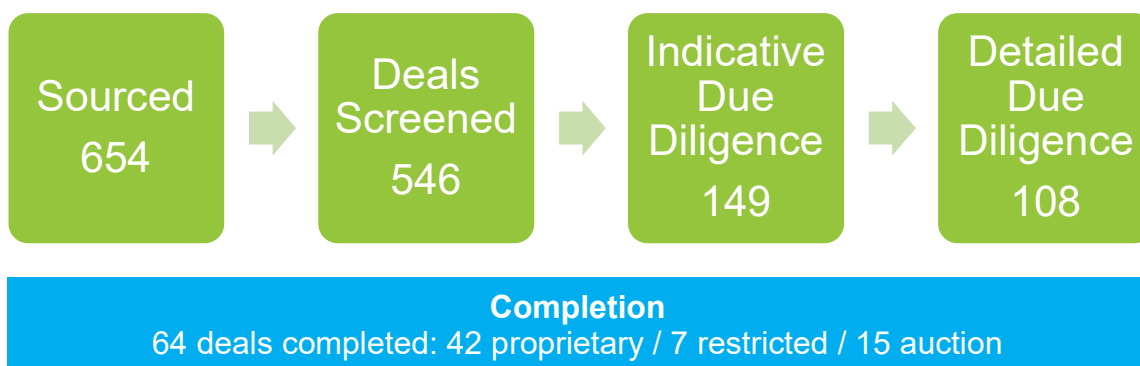 Sourced
654
Deals
Screened
546
Indicative
Due
Diligence
149
Detailed
Due
Diligence
108
Completion
64 deals completed: 42 proprietary / 7 restricted / 15 auction